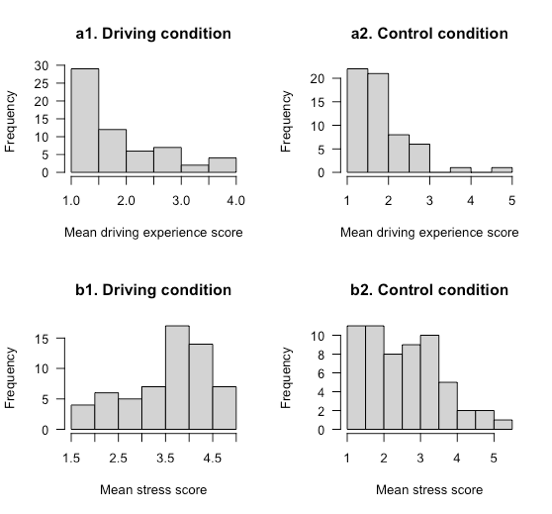 a1. Driving condition
Frequency
30
25
20
15
10
5
0
1.0 2.0 3.0 4.0
Mean driving experience score
a2. Control condition
Frequency
20
15
10
5
0
1 2 3 4 5
Mean driving experience score
b1. Driving condition
Frequency
15
10
5
0
1.5 2.5 3.5 4.5
Mean stress score
b2. Control condition
Frequency
10
8
6
4
2
0
1 2 3 4 5
Mean stress score